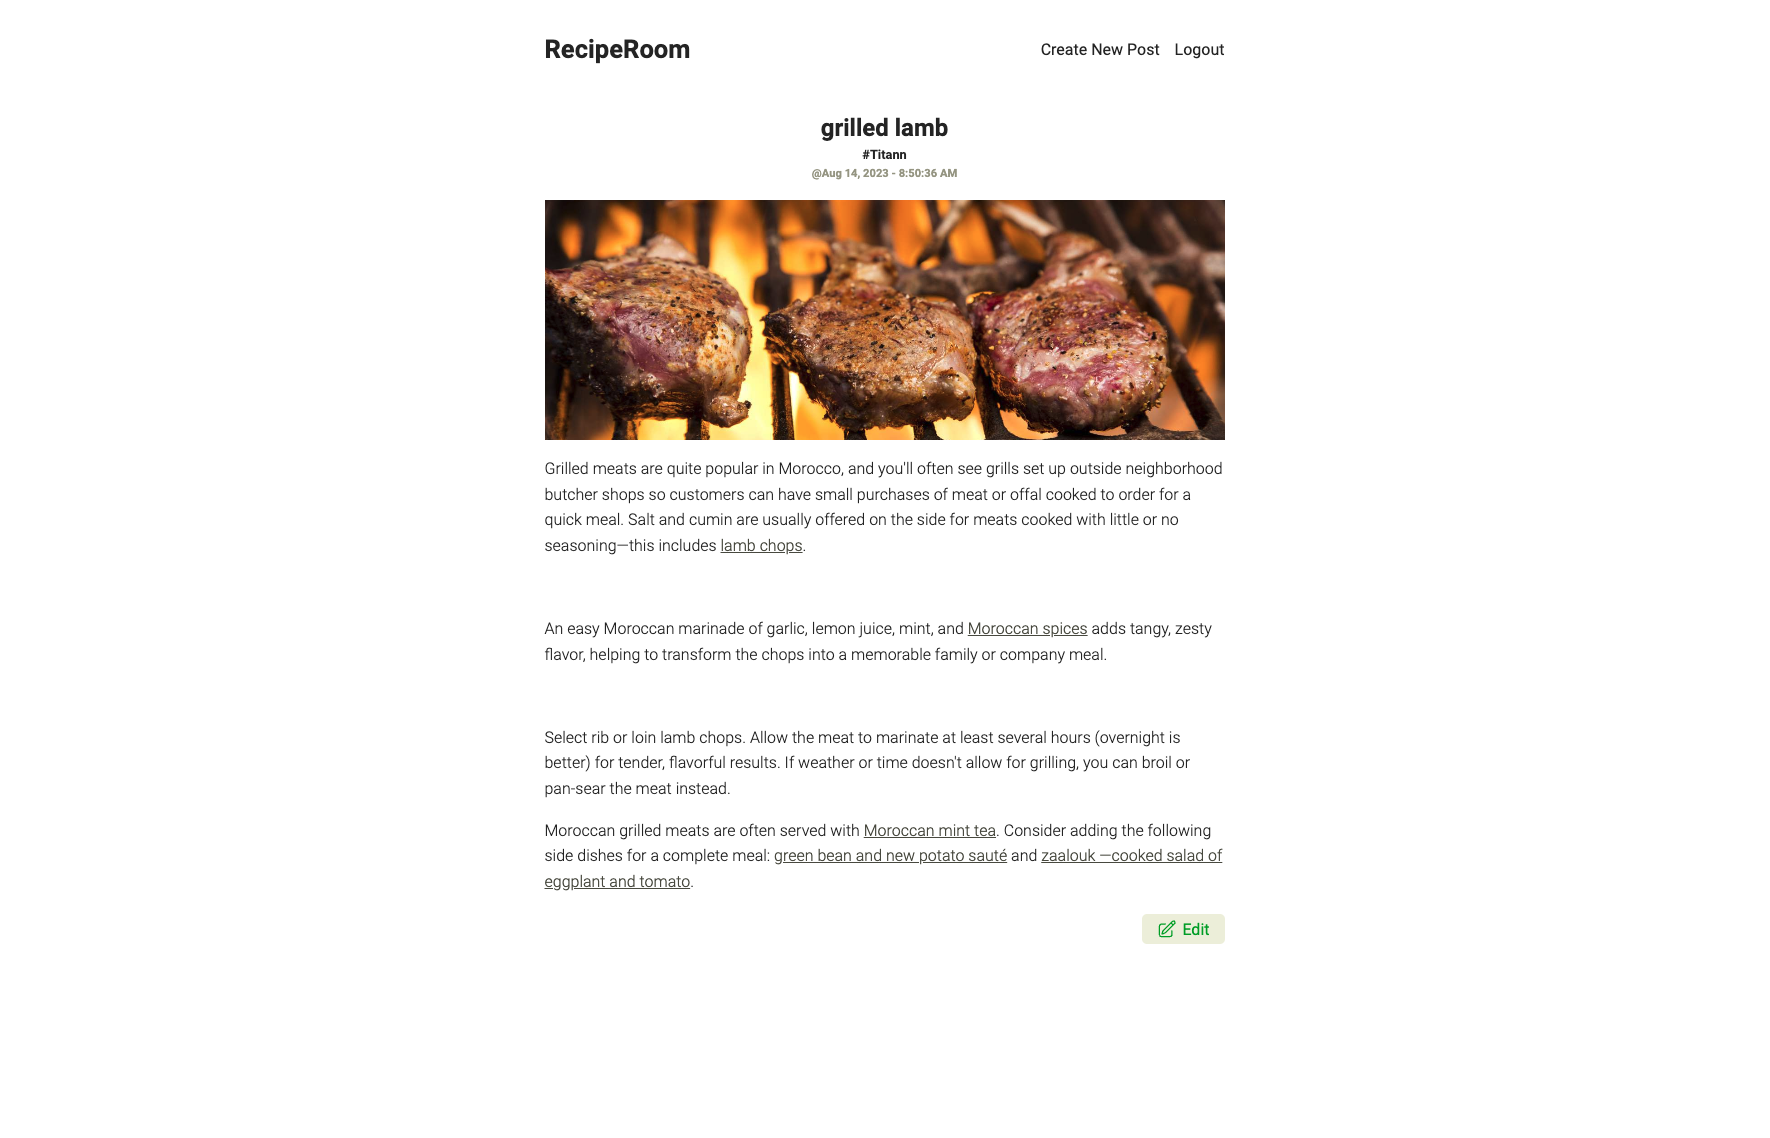 RecipeRoom
Create New Post
Logout
grilled lamb
#Titann
@Aug 14, 2023 - 8:50:36 AM
Grilled meats are quite popular in Morocco, and you'll often see grills set up outside neighborhood
butcher shops so customers can have small purchases of meat or offal cooked to order for a
quick meal. Salt and cumin are usually offered on the side for meats cooked with little or no
seasoning—this includes lamb chops.
An easy Moroccan marinade of garlic, lemon juice, mint, and Moroccan spices adds tangy, zesty
flavor, helping to transform the chops into a memorable family or company meal.
Select rib or loin lamb chops. Allow the meat to marinate at least several hours (overnight is
better) for tender, flavorful results. If weather or time doesn't allow for grilling, you can broil or
pan-sear the meat instead.
Moroccan grilled meats are often served with Moroccan mint tea. Consider adding the following
side dishes for a complete meal: green bean and new potato sauté and zaalouk —cooked salad of
eggplant and tomato.
Edit